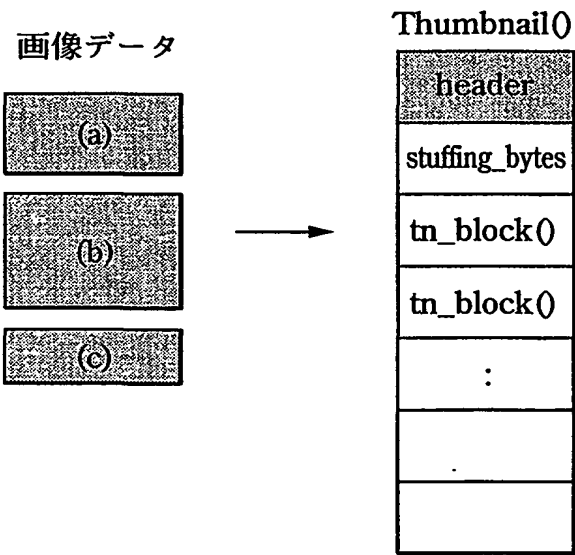 画像データ
(a)
(b)
(c)
Thumbnail()
header
stuffing_bytes
tn_block()
tn_block()
: